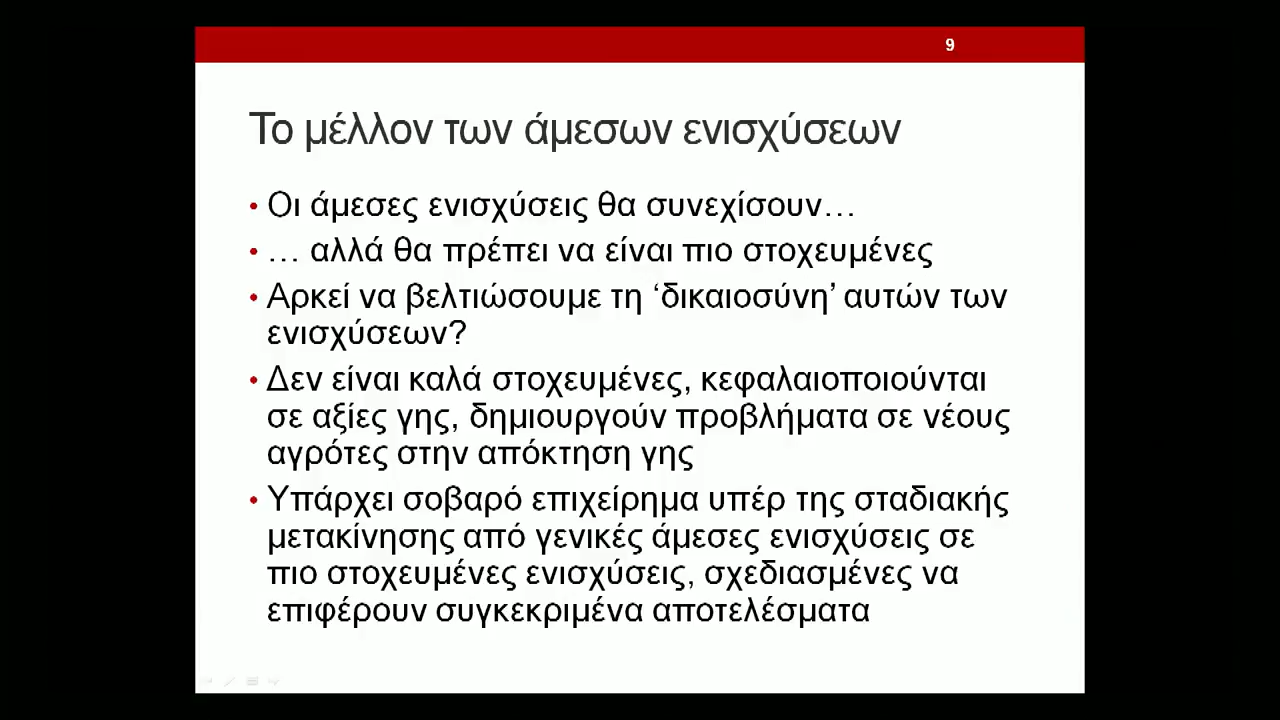 9
Το μέλλον των άμεσων ενισχύσεων
• Οι άμεσες ενισχύσεις θα συνεχίσουν…
• … αλλά θα πρέπει να είναι πιο στοχευμένες
• Αρκεί να βελτιώσουμε τη ‘δικαιοσύνη’ αυτών των
ενισχύσεων?
• Δεν είναι καλά στοχευμένες, κεφαλαιοποιούνται
σε αξίες γης, δημιουργούν προβλήματα σε νέους
αγρότες στην απόκτηση γης
• Υπάρχει σοβαρό επιχείρημα υπέρ της σταδιακής
μετακίνησης από γενικές άμεσες ενισχύσεις σε
πιο στοχευμένες ενισχύσεις, σχεδιασμένες να
επιφέρουν συγκεκριμένα αποτελέσματα